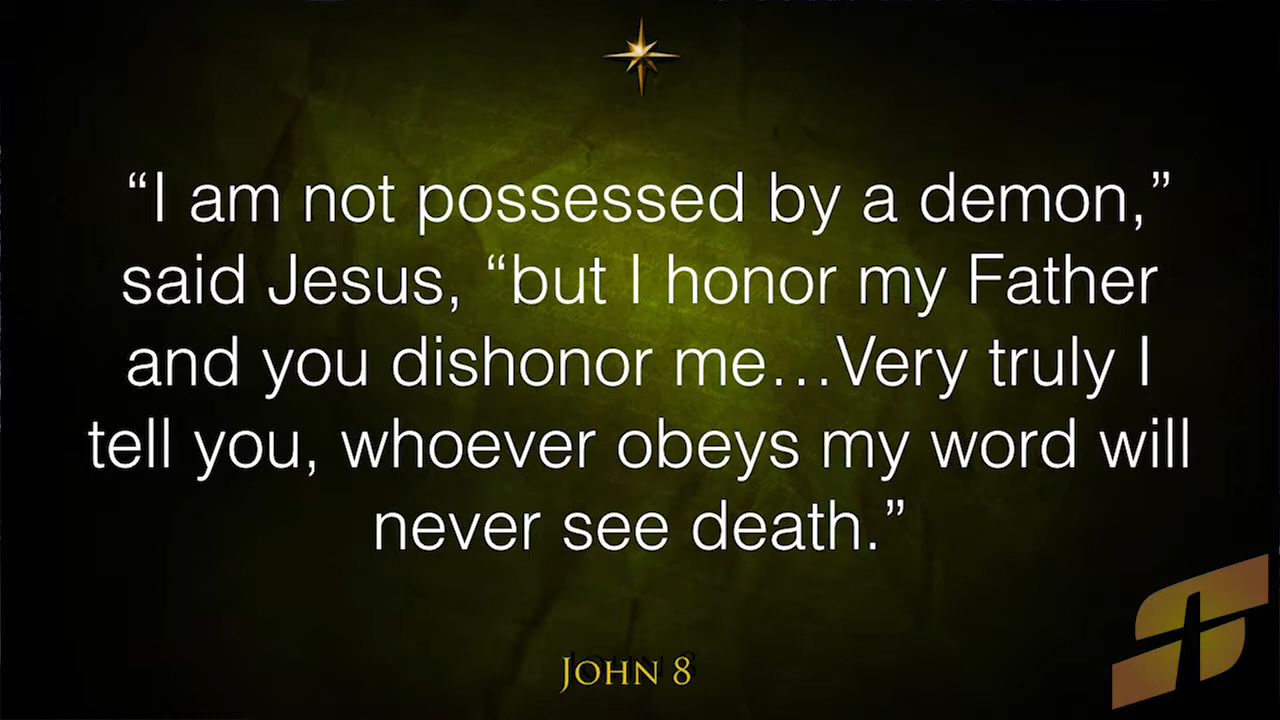 “I am not possessed by a demon,”
said Jesus, “but I honor my Father
and you dishonor me…Very truly I
tell you, whoever obeys my word will
never see death.”
John 8